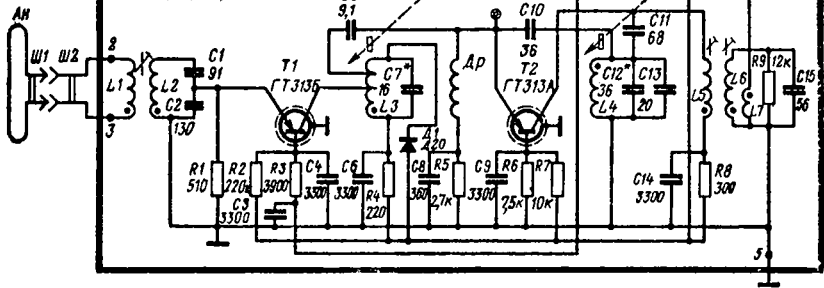 Ан
Ш1 Ш2
2
3
L1
L2
C1
91
C2
130
R1
510
R2
220к
R3
3900
C3
3300
T1
ГТ313Б
C4
3300
C6
3300
9,1
C7*
16
L3
R4
220
Д1
Д20
C8
360
R5
2,7к
Др
C10
36
T2
ГТ313А
C9
3300
R6
7,5к
R7
10к
C11
68
C12*
36
L4
C13
20
C14
3300
L5
R8
300
L6
L7
R9
12к
C15
56
5